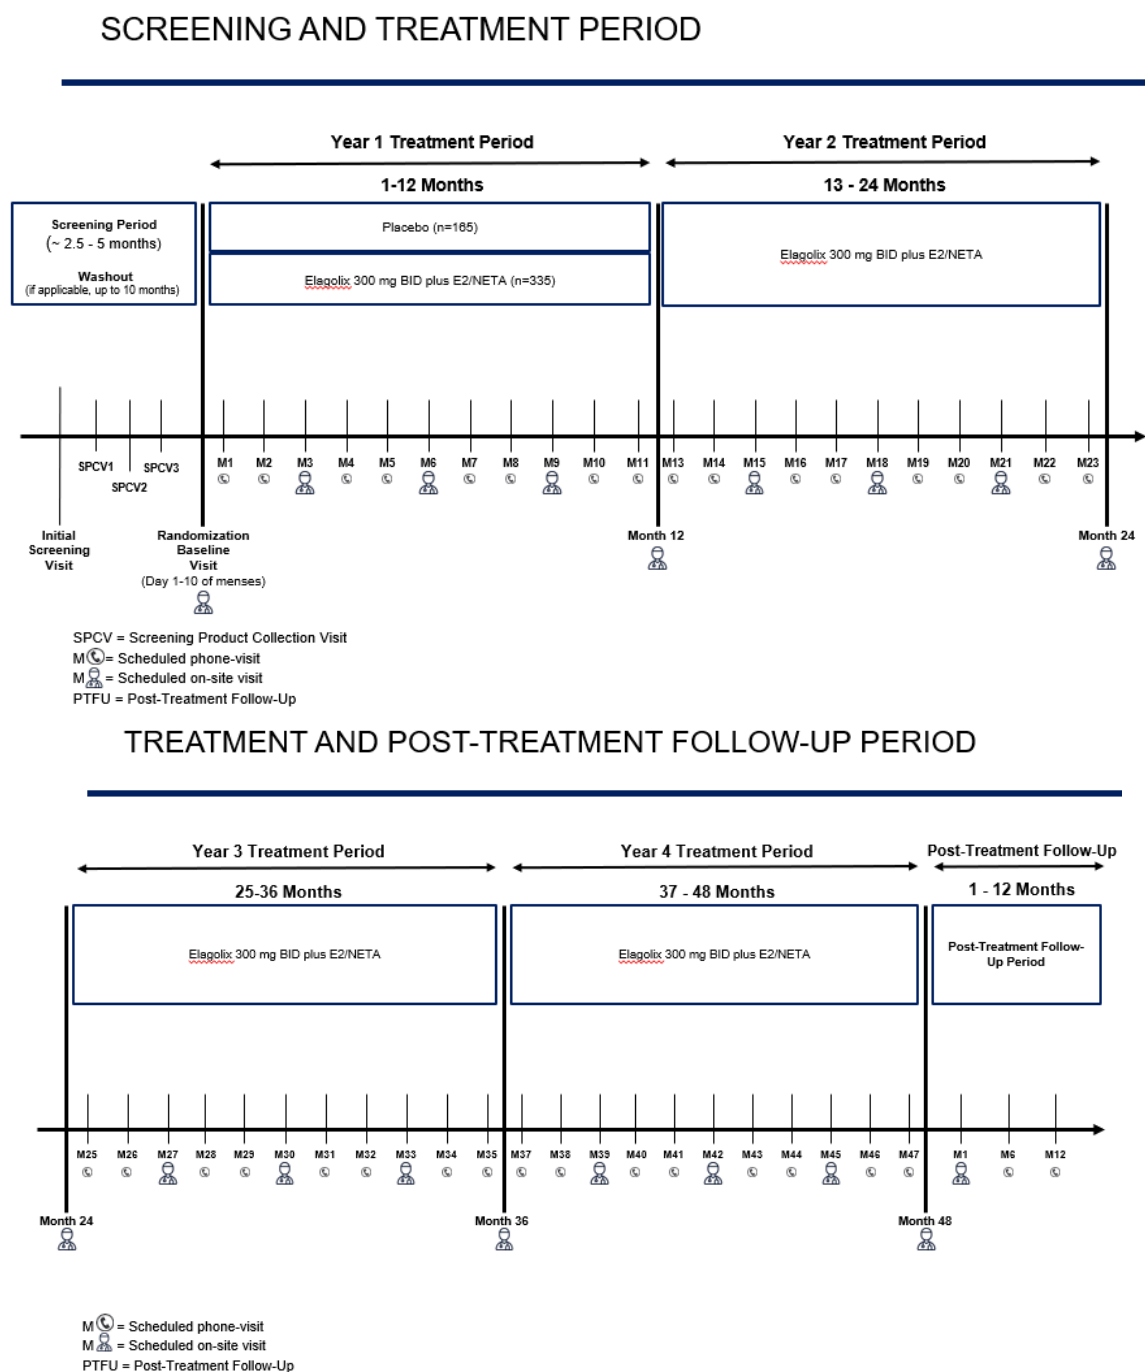 SCREENING AND TREATMENT PERIOD
Year 1 Treatment Period
Year 2 Treatment Period
1-12 Months
13 - 24 Months
Screening Period
(~ 2.5 - 5 months)
Washout
(if applicable, up to 10 months)
Placebo (n=165)
Elagolix 300 mg BID plus E2/NETA (n=335)
Elagolix 300 mg BID plus E2/NETA
SPCV1
SPCV2
SPCV3
M1 M2 M3 M4 M5 M6 M7 M8 M9 M10 M11 M13 M14 M15 M16 M17 M18 M19 M20 M21 M22 M23
Initial
Screening
Visit
Randomization
Baseline
Visit
(Day 1-10 of menses)
Month 12
Month 24
SPCV = Screening Product Collection Visit
M = Scheduled phone-visit
M = Scheduled on-site visit
PTFU = Post-Treatment Follow-Up
TREATMENT AND POST-TREATMENT FOLLOW-UP PERIOD
Year 3 Treatment Period
Year 4 Treatment Period
Post-Treatment Follow-Up
25-36 Months
37 - 48 Months
1 - 12 Months
Elagolix 300 mg BID plus E2/NETA
Elagolix 300 mg BID plus E2/NETA
Post-Treatment Follow-
Up Period
M25 M26 M27 M28 M29 M30 M31 M32 M33 M34 M35 M37 M38 M39 M40 M41 M42 M43 M44 M45 M46 M47 M1 M6 M12
Month 24
Month 36
Month 48
M = Scheduled phone-visit
M = Scheduled on-site visit
PTFU = Post-Treatment Follow-Up